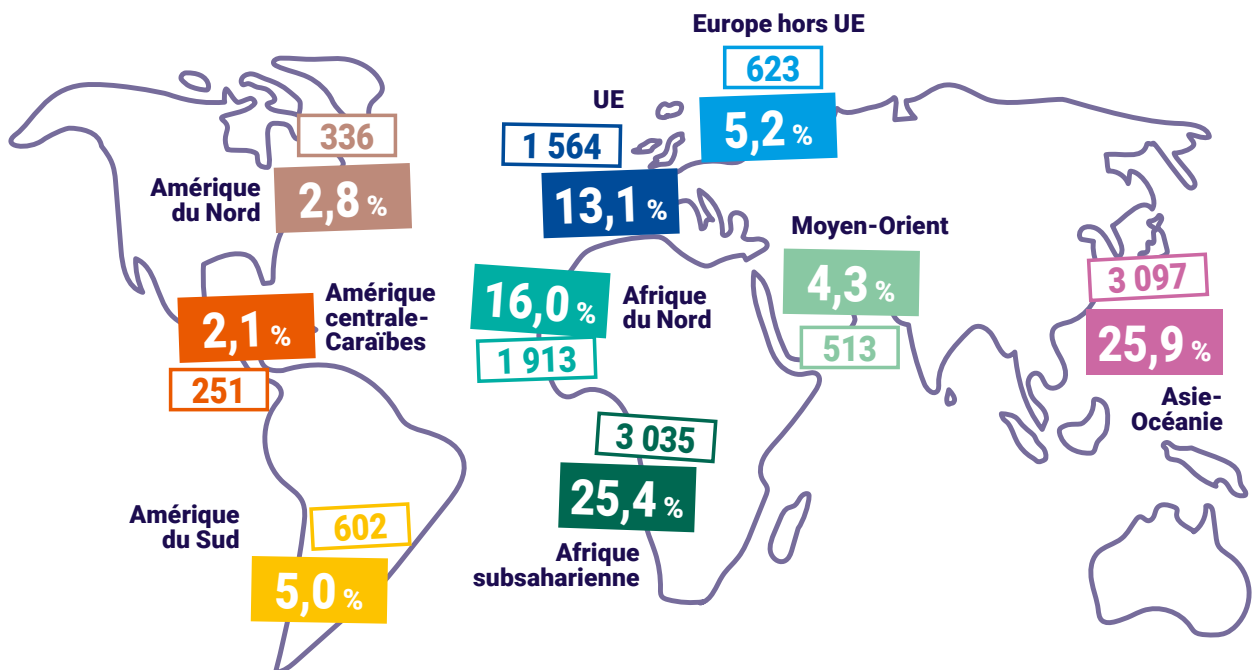 Europe hors UE
623
5,2 %
UE
1 564
13,1 %
336
Amérique
du Nord
2,8 %
Moyen-Orient
4,3 %
513
3 097
25,9 %
Asie-
Océanie
16,0 %
1 913
Afrique
du Nord
2,1 %
251
Amérique
centrale-
Caraïbes
3 035
25,4 %
Afrique
subsaharienne
Amérique
du Sud
602
5,0 %